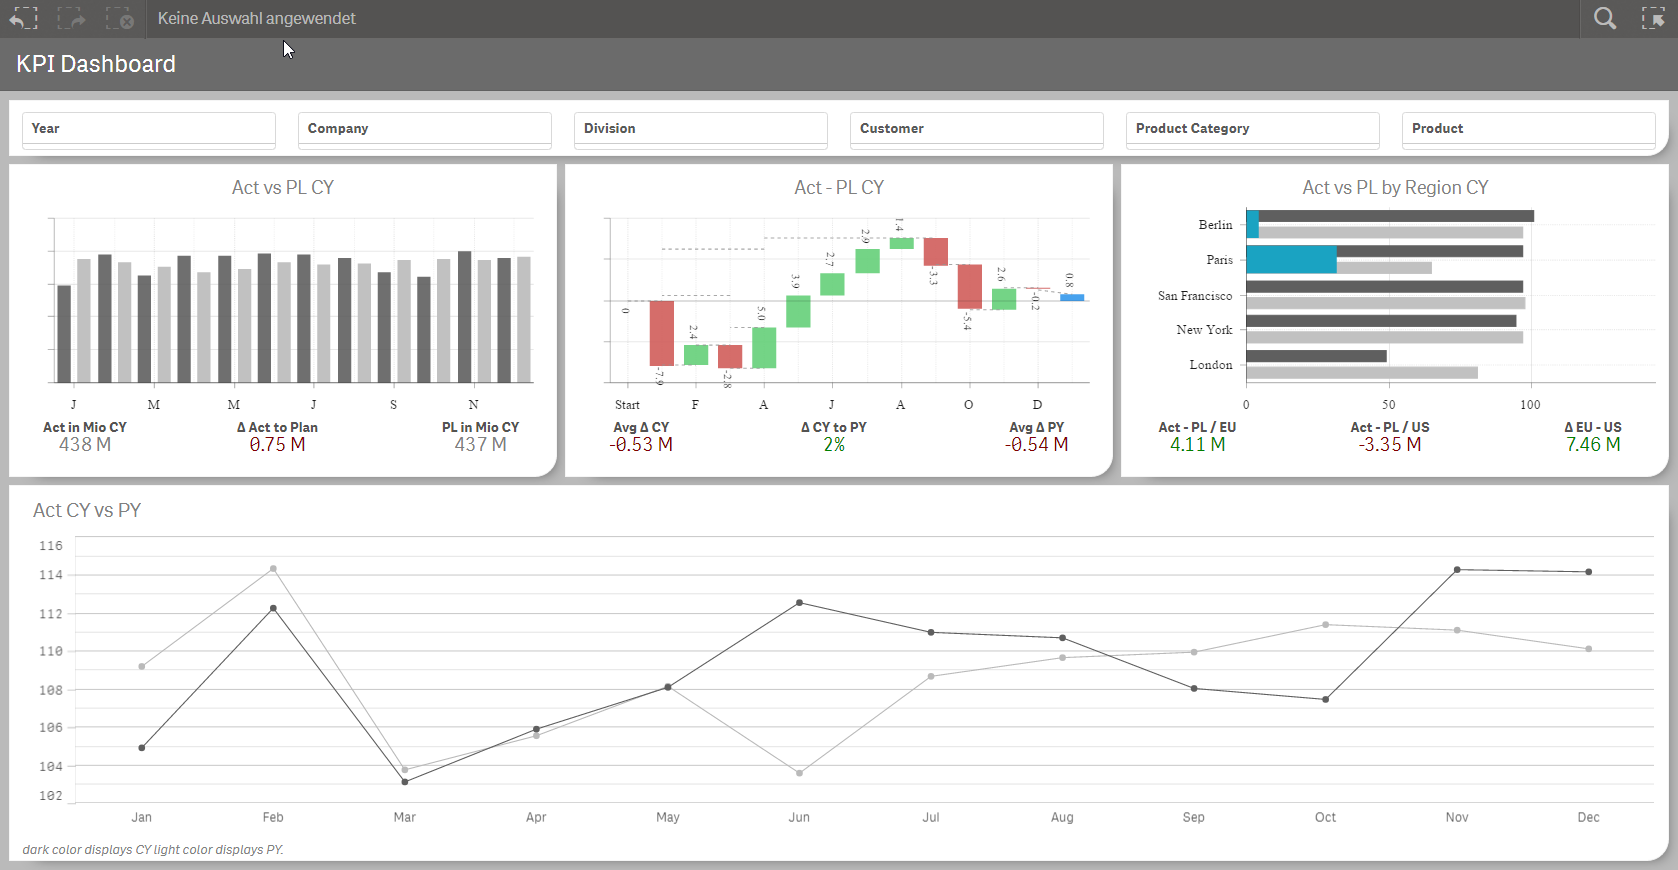 Keine Auswahl angewendet
KPI Dashboard
Year Company Division Customer Product Category Product
Act vs PL CY
J M M J S N
Act in Mio CY Δ Act to Plan PL in Mio CY
438 M 0.75 M 437 M
Act - PL CY
0 -7.9 2.4 -2.8 5.0 3.9 2.7 2.9 1.4 -3.3 -5.4 2.6 -0.2 0.8
Start F A J A O D
Avg Δ CY Δ CY to PY Avg Δ PY
-0.53 M 2% -0.54 M
Act vs PL by Region CY
Berlin
Paris
San Francisco
New York
London
0 50 100
Act - PL / EU Act - PL / US Δ EU - US
4.11 M -3.35 M 7.46 M
Act CY vs PY
116
114
112
110
108
106
104
102
Jan Feb Mar Apr May Jun Jul Aug Sep Oct Nov Dec
dark color displays CY light color displays PY.